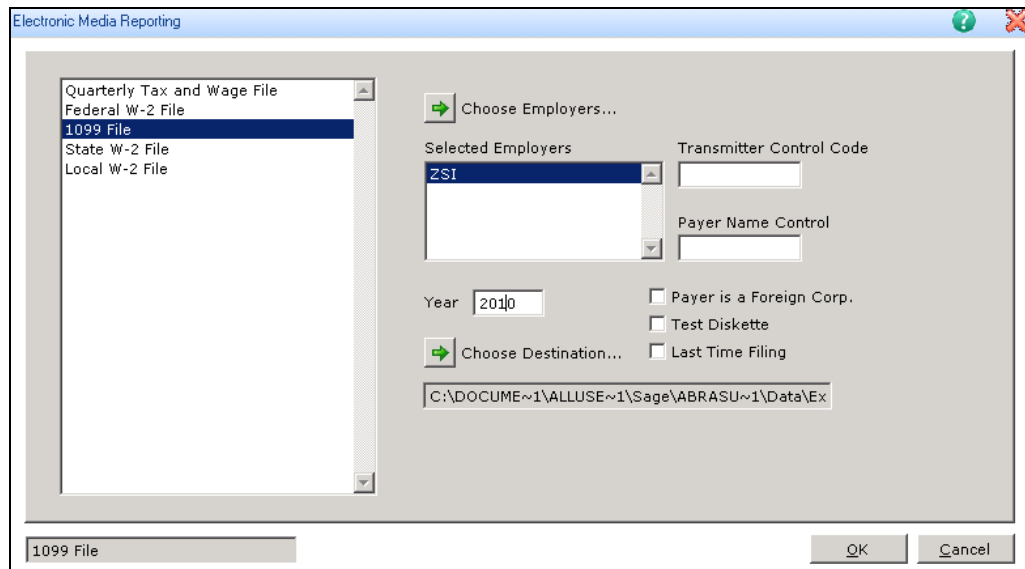 Electronic Media Reporting
Quarterly Tax and Wage File
Federal W-2 File
1099 File
State W-2 File
Local W-2 File
Choose Employers...
Selected Employers
ZSI
Transmitter Control Code
Payer Name Control
Year 2010
Payer is a Foreign Corp.
Test Diskette
Last Time Filing
Choose Destination...
C:\DOCUME~1\ALLUSE~1\Sage\ABRASU~1\Data\Ex
1099 File
OK
Cancel